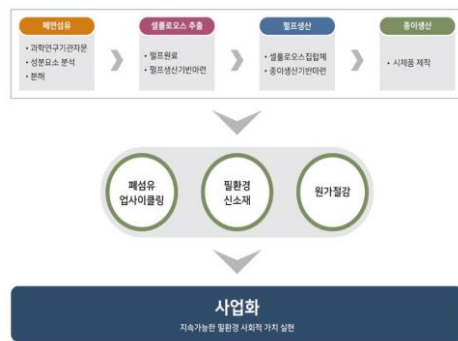 폐면섬유
• 과학연구기관자문
• 성분요소 분석
• 분해
셀룰로오스 추출
• 펄프원료
• 펄프생산기반마련
펄프생산
• 셀룰로오스집합체
• 종이생산기반마련
종이생산
• 시제품 제작
폐섬유
업사이클링
필환경
신소재
원가절감
사업화
지속가능한 필환경 사회적 가치 실현